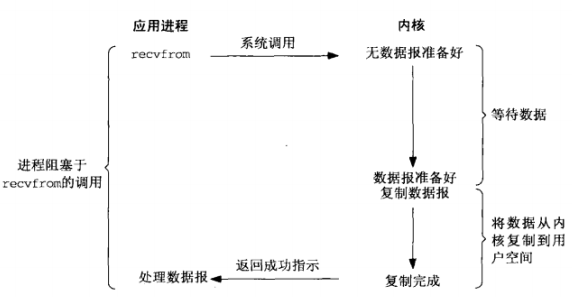 应用进程
内核
系统调用
recvfrom
无数据报准备好
等待数据
进程阻塞于
recvfrom的调用
数据报准备好
复制数据报
将数据从内
核复制到用
户空间
返回成功指示
处理数据报
复制完成